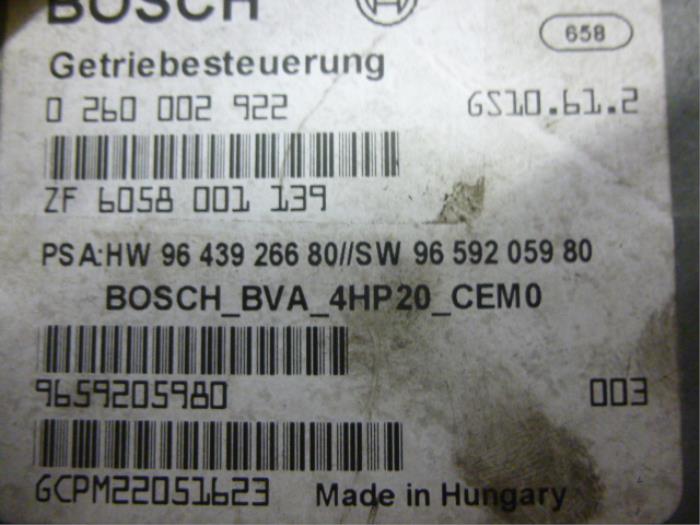 BOSCH
658
Getriebesteuerung
0 260 002 922 GS10.61.2
ZF 6058 001 139
PSA:HW 96 439 266 80//SW 96 592 059 80
BOSCH_BVA_4HP20_CEM0
9659205980 003
GCPM22051623 Made in Hungary